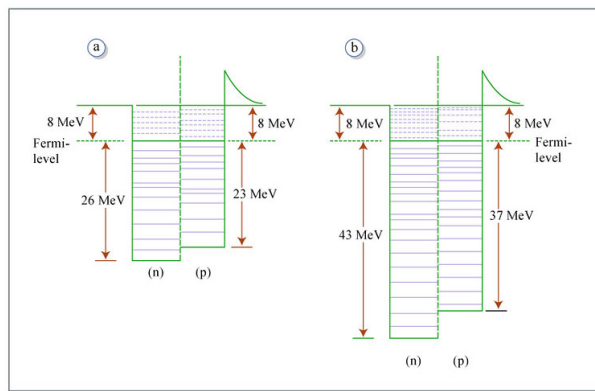 a
8 MeV
8 MeV
Fermi-
level
26 MeV
23 MeV
(n)
(p)
b
8 MeV
8 MeV
Fermi-
level
43 MeV
37 MeV
(n)
(p)